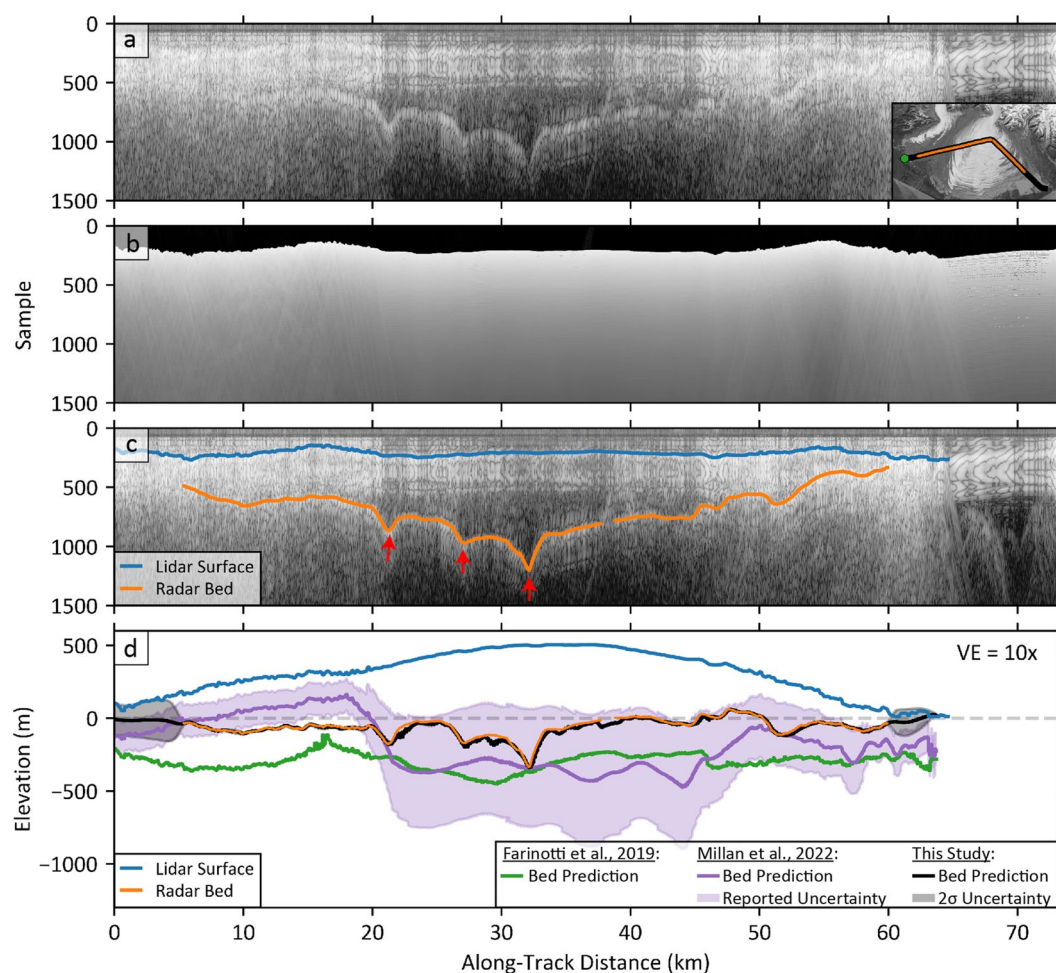 0
a
500
1000
1500
0
b
500
1000
1500
Sample
0
c
500
1000
1500
Lidar Surface
Radar Bed
d
VE = 10x
500
0
−500
−1000
Elevation (m)
Lidar Surface
Radar Bed
Farinotti et al., 2019:
Bed Prediction
Millan et al., 2022:
Bed Prediction
Reported Uncertainty
This Study:
Bed Prediction
2σ Uncertainty
0 10 20 30 40 50 60 70
Along-Track Distance (km)